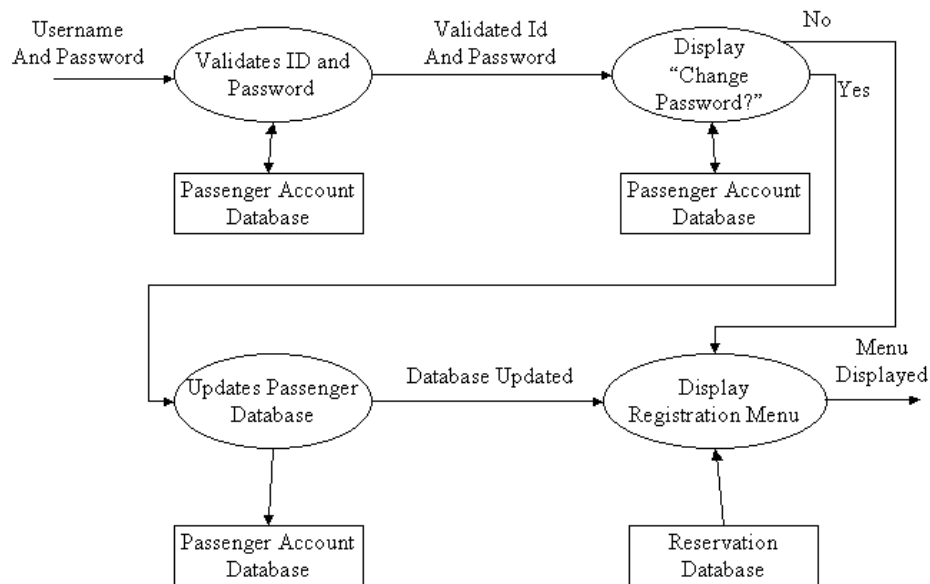 Username
And Password
Validates ID and
Password
Validated Id
And Password
Display
“Change
Password?”
No
Yes
Passenger Account
Database
Passenger Account
Database
Updates Passenger
Database
Database Updated
Display
Registration Menu
Menu
Displayed
Passenger Account
Database
Reservation
Database